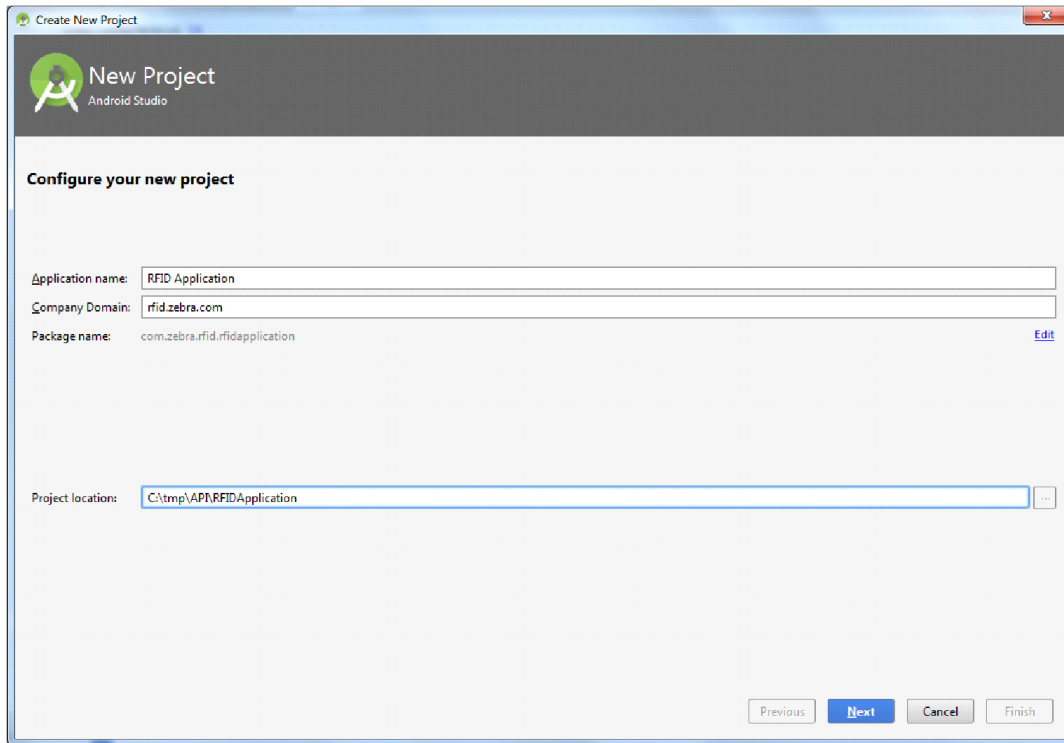 Create New Project
New Project
Android Studio
Configure your new project
Application name: RFID Application
Company Domain: rfid.zebra.com
Package name: com.zebra.rfid.rfidapplication Edit
Project location: C:\tmp\API\RFIDApplication ...
Previous Next Cancel Finish